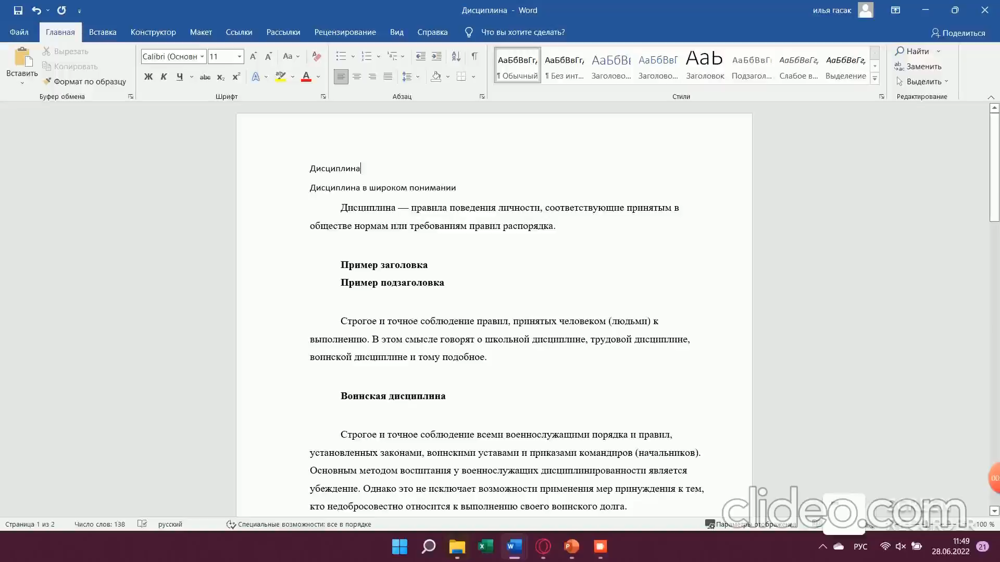 Дисциплина - Word
илья гасак
Файл Главная Вставка Конструктор Макет Ссылки Рассылки Рецензирование Вид Справка Что вы хотите сделать? Поделиться
Вставить
Вырезать
Копировать
Формат по образцу
Буфер обмена
Calibri (Основн 11
Aa
Ж К Ч abc x₂ x² A ab A
Шрифт
Абзац
АаБбВвГг, АаБбВвГг, АаБбВı АаБбВвГ АаЬ АаБбВвГı АаБбВвГг, АаБбВвГг,
¶ Обычный ¶ Без инт... Заголово... Заголово... Заголовок Подзагол... Слабое в... Выделение
Стили
Найти
Заменить
Выделить
Редактирование
Дисциплина
Дисциплина в широком понимании
Дисциплина — правила поведения личности, соответствующие принятым в
обществе нормам или требованиям правил распорядка.
Пример заголовка
Пример подзаголовка
Строгое и точное соблюдение правил, принятых человеком (людьми) к
выполнению. В этом смысле говорят о школьной дисциплине, трудовой дисциплине,
воинской дисциплине и тому подобное.
Воинская дисциплина
Строгое и точное соблюдение всеми военнослужащими порядка и правил,
установленных законами, воинскими уставами и приказами командиров (начальников).
Основным методом воспитания у военнослужащих дисциплинированности является
убеждение. Однако это не исключает возможности применения мер принуждения к тем,
кто недобросовестно относится к выполнению своего воинского долга.
00:
clideo.com
Страница 1 из 2 Число слов: 138 русский Специальные возможности: все в порядке Параметры отображения 100 %
РУС
11:49
28.06.2022
21